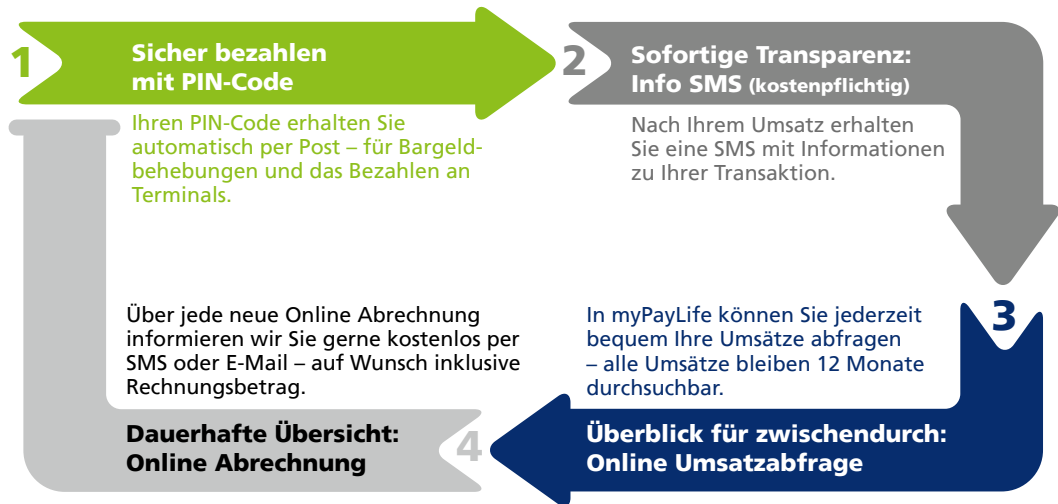 1
Sicher bezahlen
mit PIN-Code
Ihren PIN-Code erhalten Sie
automatisch per Post – für Bargeld-
behebungen und das Bezahlen an
Terminals.
2
Sofortige Transparenz:
Info SMS (kostenpflichtig)
Nach Ihrem Umsatz erhalten
Sie eine SMS mit Informationen
zu Ihrer Transaktion.
3
In myPayLife können Sie jederzeit
bequem Ihre Umsätze abfragen
– alle Umsätze bleiben 12 Monate
durchsuchbar.
Überblick für zwischendurch:
Online Umsatzabfrage
4
Über jede neue Online Abrechnung
informieren wir Sie gerne kostenlos per
SMS oder E-Mail – auf Wunsch inklusive
Rechnungsbetrag.
Dauerhafte Übersicht:
Online Abrechnung